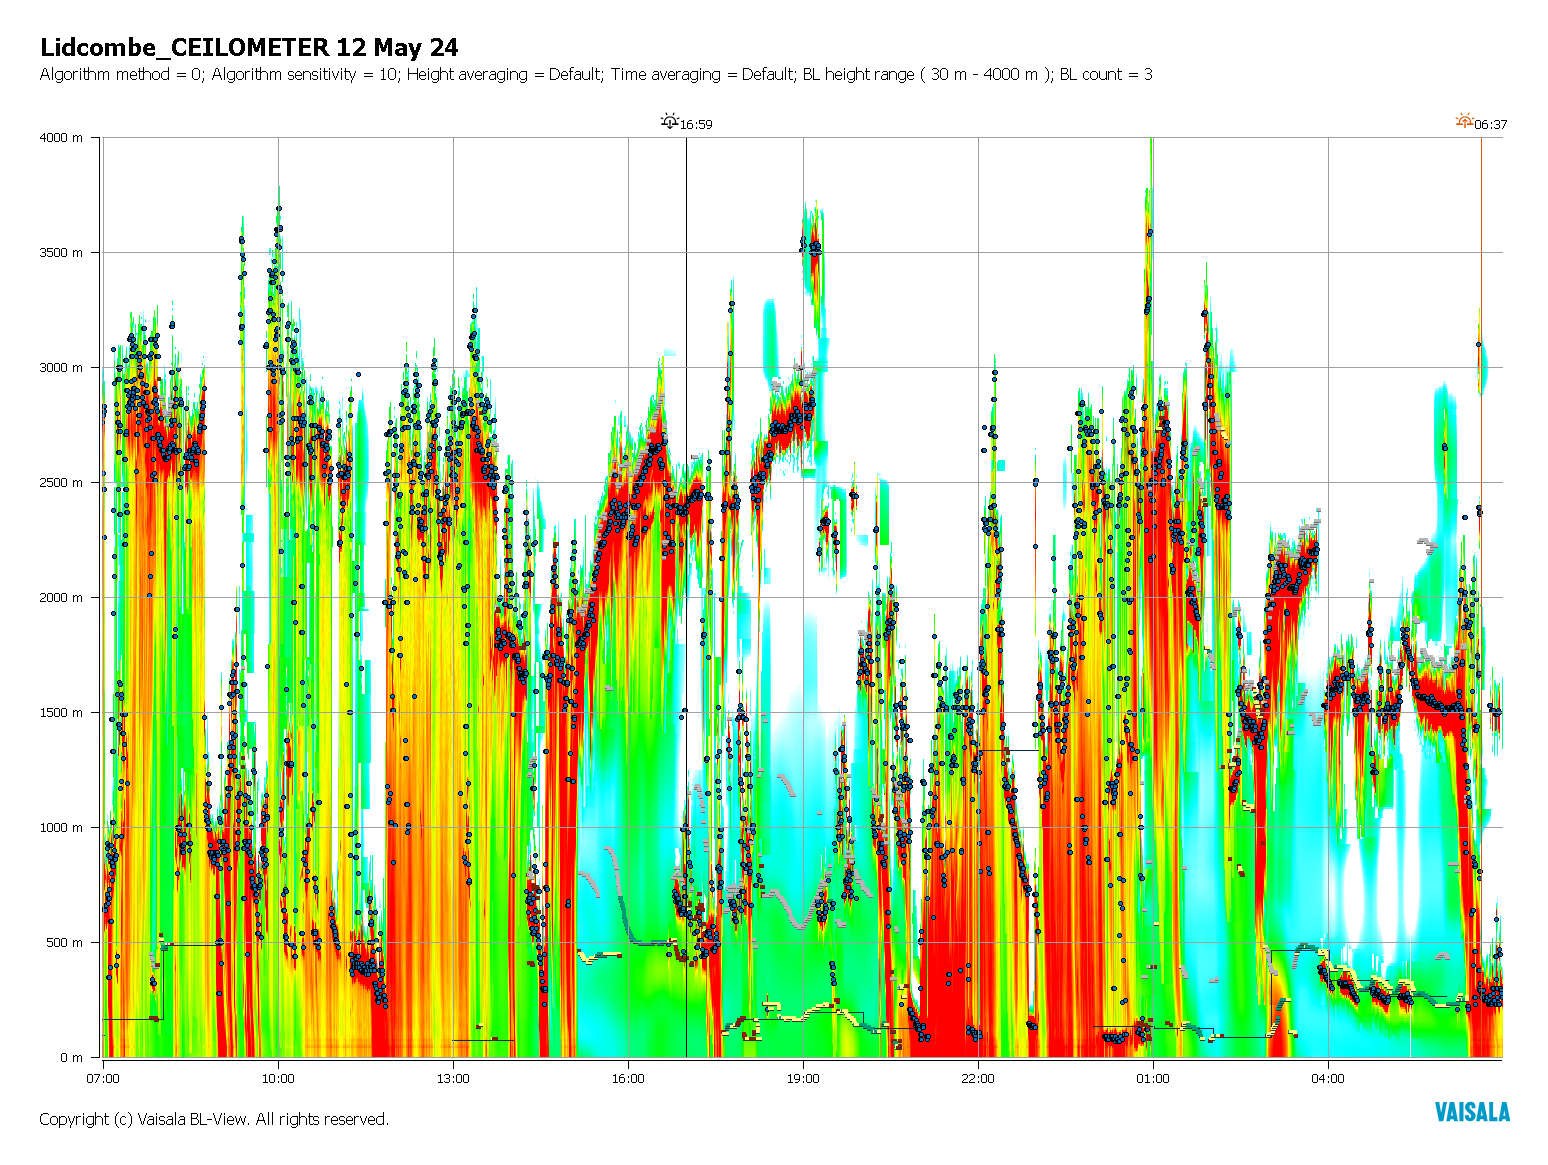 Lidcombe_CEILOMETER 12 May 24
Algorithm method = 0; Algorithm sensitivity = 10; Height averaging = Default; Time averaging = Default; BL height range ( 30 m - 4000 m ); BL count = 3
16:59 06:37
4000 m
3500 m
3000 m
2500 m
2000 m
1500 m
1000 m
500 m
0 m
07:00 10:00 13:00 16:00 19:00 22:00 01:00 04:00
Copyright (c) Vaisala BL-View. All rights reserved.
VAISALA